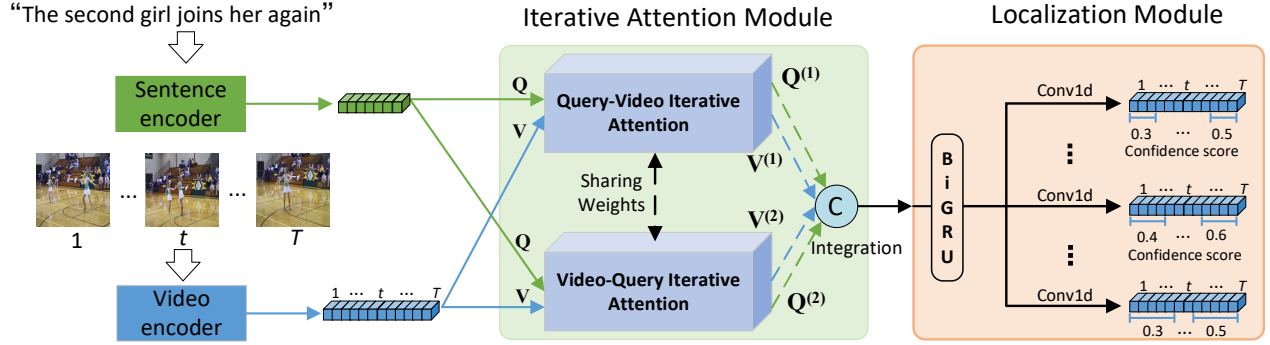 “The second girl joins her again”
Iterative Attention Module
Localization Module
Sentence
encoder
Q
V
Query-Video Iterative
Attention
Q(1)
V(1)
Sharing
Weights
1
...
t
...
T
Video
encoder
1 ... t ... T
Q
V
Video-Query Iterative
Attention
V(2)
Q(2)
C
Integration
B
i
G
R
U
Conv1d
1 ... t ... T
0.3 ... 0.5
Confidence score
Conv1d
1 ... t ... T
0.4 ... 0.6
Confidence score
Conv1d
1 ... t ... T
0.3 ... 0.5